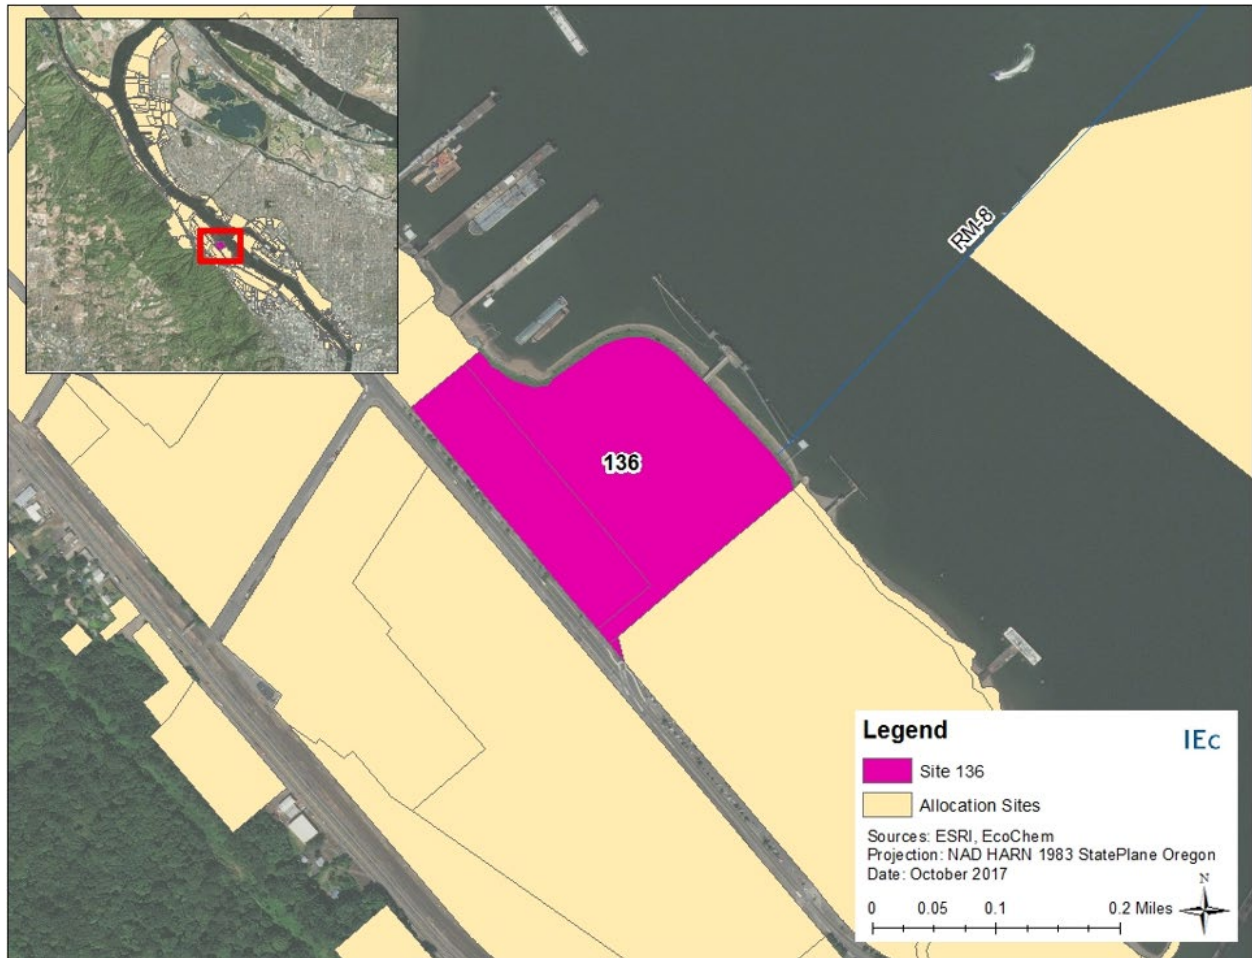 RM-8
136
Legend
IEc
Site 136
Allocation Sites
Sources: ESRI, EcoChem
Projection: NAD HARN 1983 StatePlane Oregon
Date: October 2017
N
0 0.05 0.1 0.2 Miles